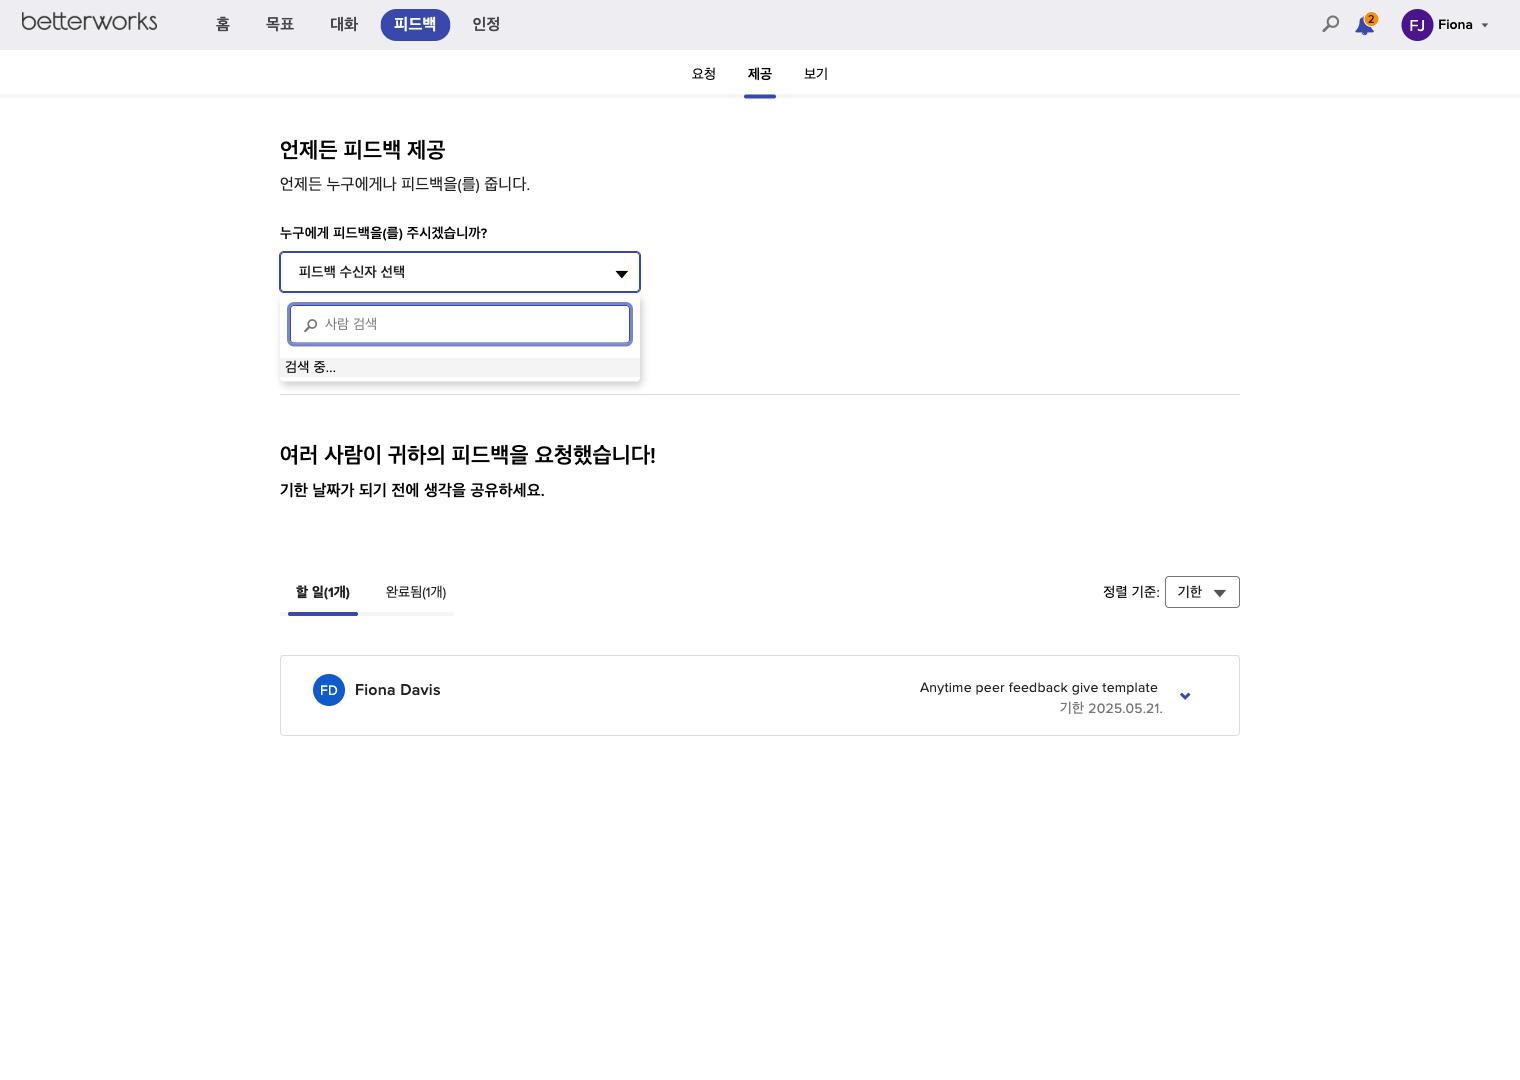 betterworks
홈
목표
대화
피드백
인정
2
FJ
Fiona
요청
제공
보기
언제든 피드백 제공
언제든 누구에게나 피드백을(를) 줍니다.
누구에게 피드백을(를) 주시겠습니까?
피드백 수신자 선택
사람 검색
검색 중...
여러 사람이 귀하의 피드백을 요청했습니다!
기한 날짜가 되기 전에 생각을 공유하세요.
할 일(1개)
완료됨(1개)
정렬 기준:
기한
FD
Fiona Davis
Anytime peer feedback give template
기한 2025.05.21.